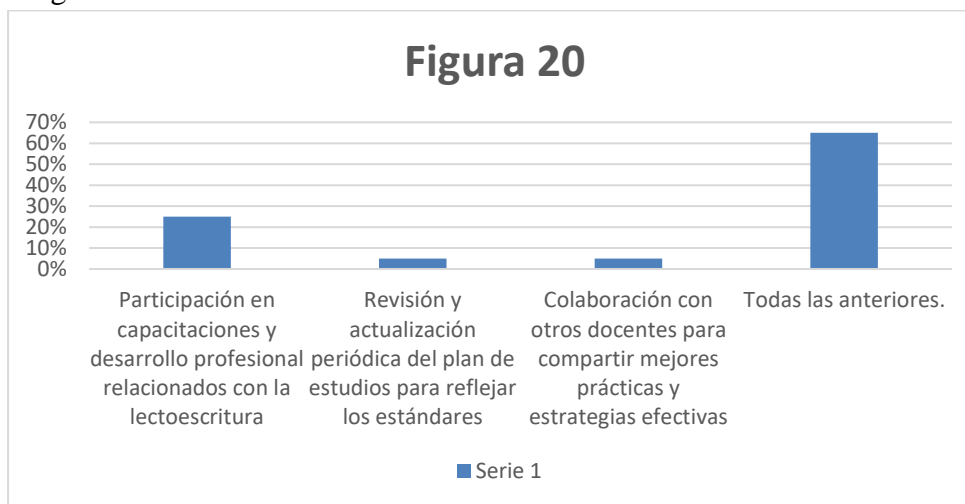 Figura 20
70%
60%
50%
40%
30%
20%
10%
0%
Participación en
capacitaciones y
desarrollo profesional
relacionados con la
lectoescritura
Revisión y
actualización
periódica del plan de
estudios para reflejar
los estándares
Colaboración con
otros docentes para
compartir mejores
prácticas y
estrategias efectivas
Todas las anteriores.
Serie 1